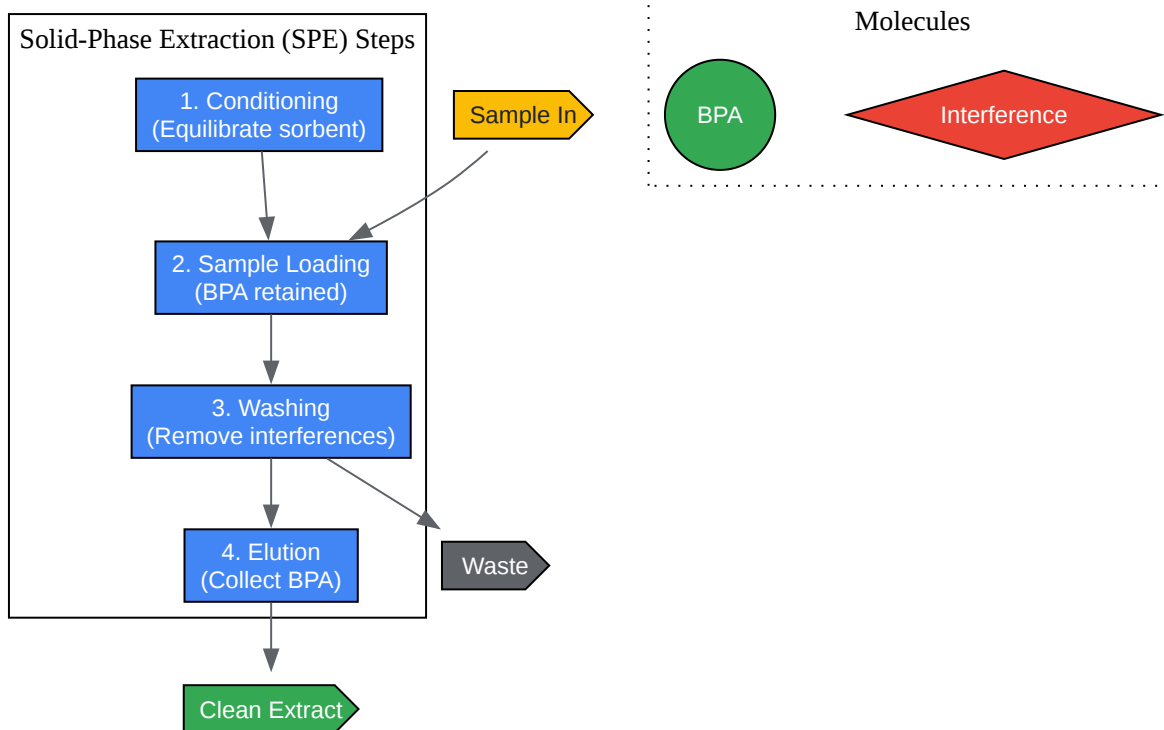 Solid-Phase Extraction (SPE) Steps
1. Conditioning
(Equilibrate sorbent)
Sample In
2. Sample Loading
(BPA retained)
3. Washing
(Remove interferences)
4. Elution
(Collect BPA)
Waste
Clean Extract
Molecules
BPA
Interference